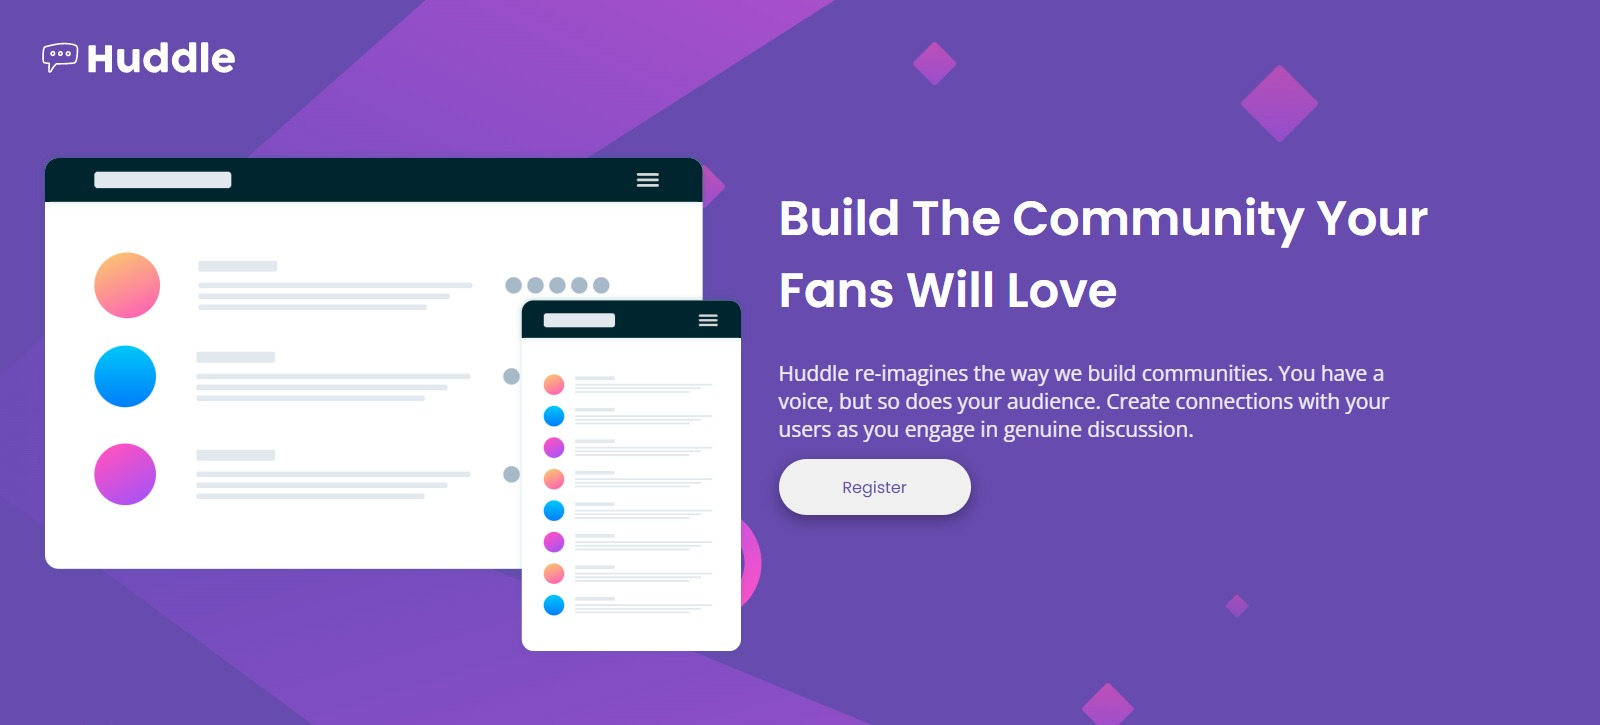 Huddle
Build The Community Your
Fans Will Love
Huddle re-imagines the way we build communities. You have a
voice, but so does your audience. Create connections with your
users as you engage in genuine discussion.
Register